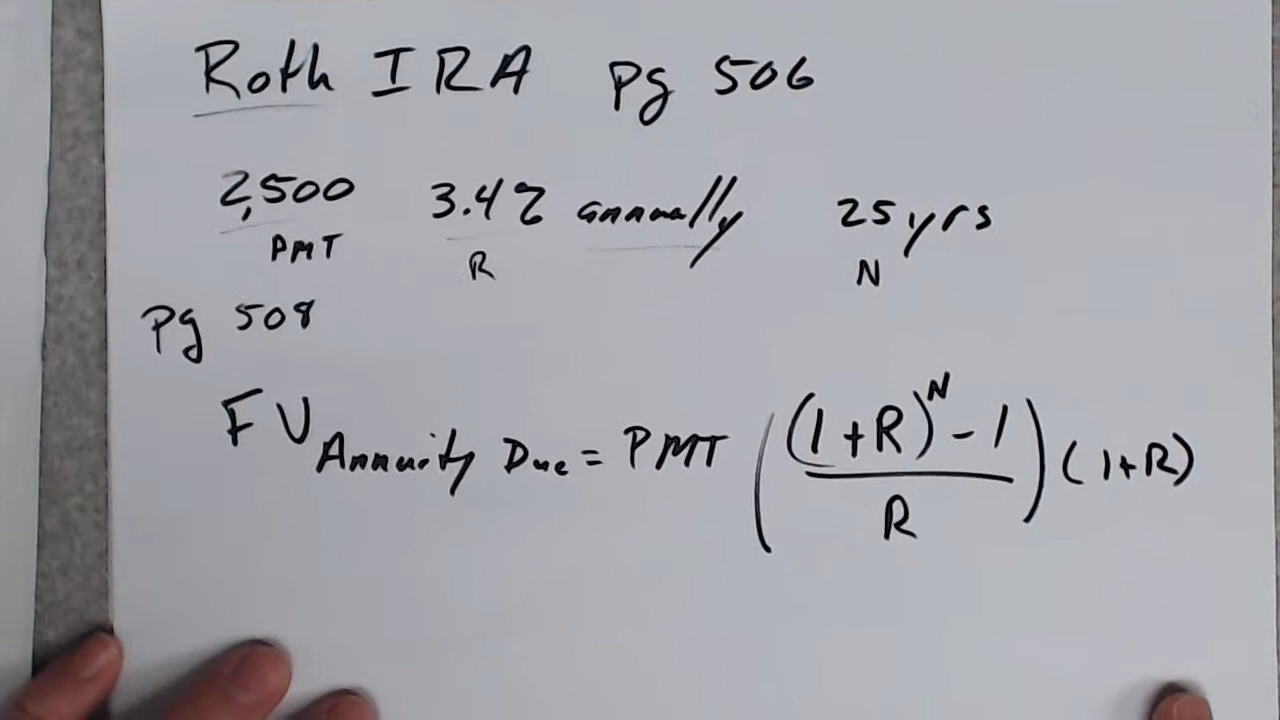 Roth IRA pg 506
2,500 3.4% annually 25 yrs
PMT R N
Pg 508
FV Annuity Due = PMT ( (1+R)^N - 1 / R ) (1+R)